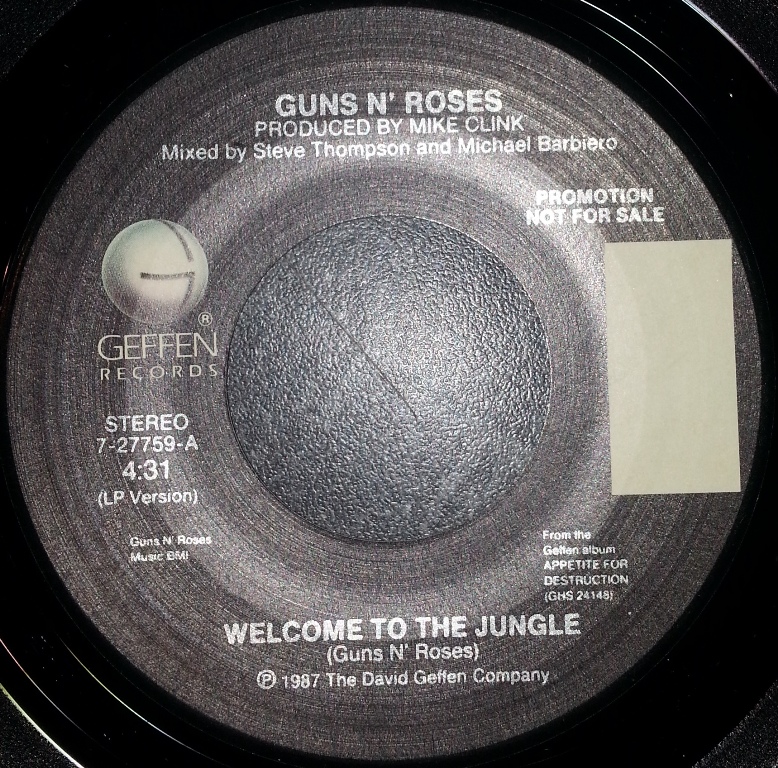 GUNS N' ROSES
PRODUCED BY MIKE CLINK
Mixed by Steve Thompson and Michael Barbiero
PROMOTION
NOT FOR SALE
®
GEFFEN
RECORDS
STEREO
7-27759-A
4:31
(LP Version)
Guns N' Roses
Music BMI
From the
Geffen album
APPETITE FOR
DESTRUCTION
(GHS 24148)
WELCOME TO THE JUNGLE
(Guns N' Roses)
℗ 1987 The David Geffen Company